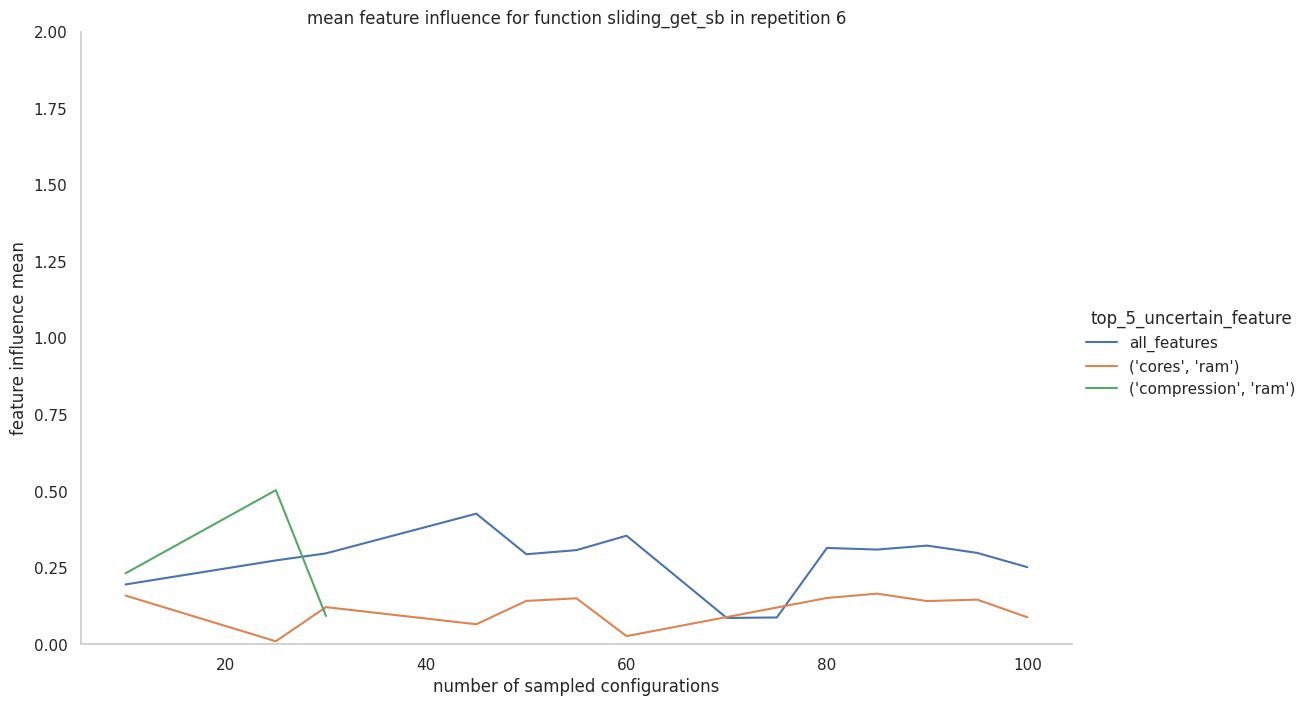 mean feature influence for function sliding_get_sb in repetition 6
2.00
1.75
1.50
1.25
1.00
0.75
0.50
0.25
0.00
feature influence mean
20 40 60 80 100
number of sampled configurations
top_5_uncertain_feature
all_features
('cores', 'ram')
('compression', 'ram')